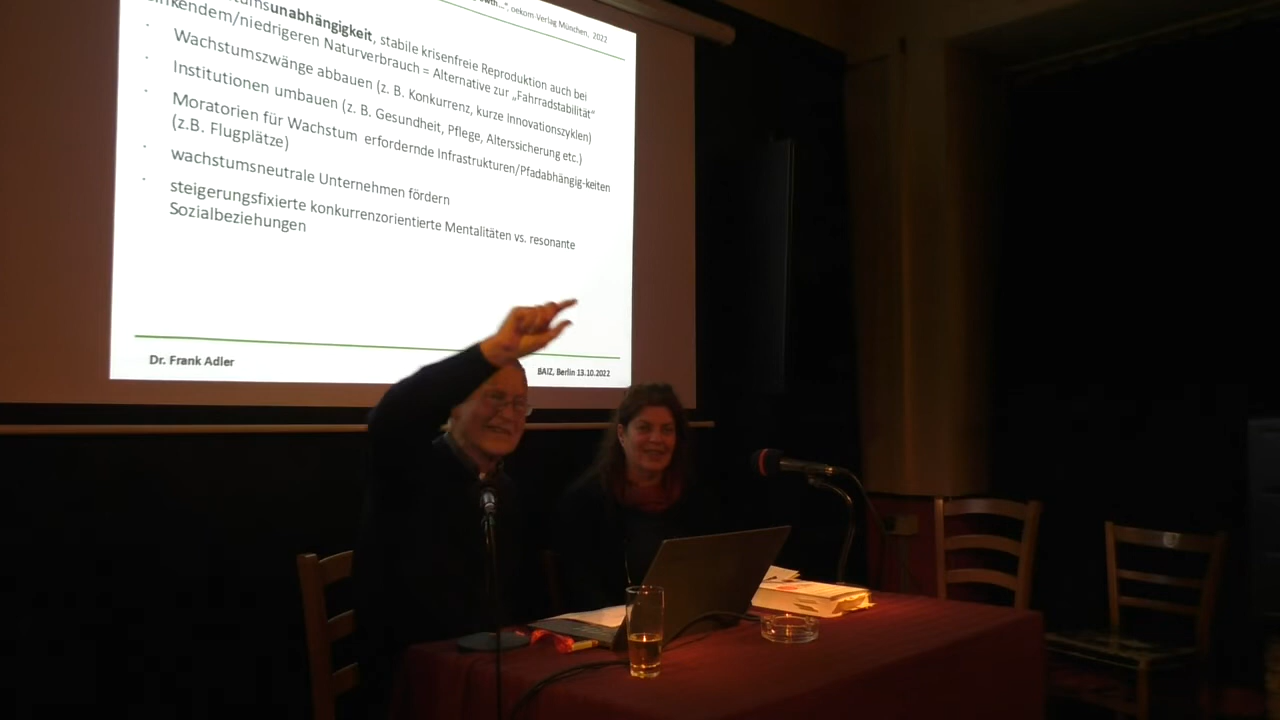 owth...", oekom-Verlag München, 2022
tumsunabhängigkeit, stabile krisenfreie Reproduktion auch bei
inkendem/niedrigeren Naturverbrauch = Alternative zur „Fahrradstabilität“
· Wachstumszwänge abbauen (z. B. Konkurrenz, kurze Innovationszyklen)
· Institutionen umbauen (z. B. Gesundheit, Pflege, Alterssicherung etc.)
· Moratorien für Wachstum erfordernde Infrastrukturen/Pfadabhängig-keiten
(z.B. Flugplätze)
· wachstumsneutrale Unternehmen fördern
· steigerungsfixierte konkurrenzorientierte Mentalitäten vs. resonante
Sozialbeziehungen
Dr. Frank Adler
BAIZ, Berlin 13.10.2022